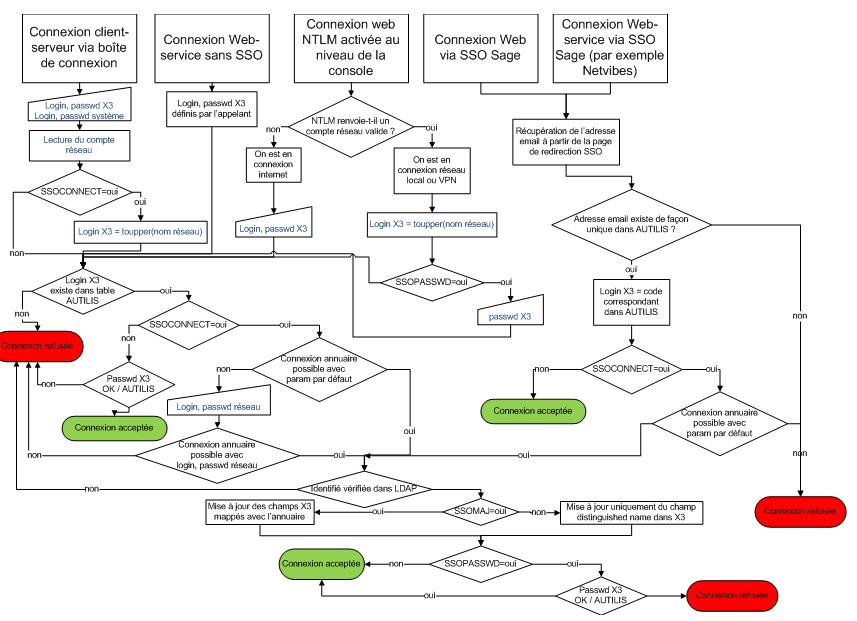 Connexion client-
serveur via boîte
de connexion
Connexion Web-
service sans SSO
Connexion web
NTLM activée au
niveau de la
console
Connexion Web
via SSO Sage
Connexion Web-
service via SSO
Sage (par exemple
Netvibes)
Login, passwd X3
Login, passwd système
Login, passwd X3
définis par l'appelant
NTLM renvoie-t-il un
compte réseau valide ?
non
oui
Récupération de l'adresse
email à partir de la page
de redirection SSO
Lecture du compte
réseau
On est en
connexion
internet
On est en
connexion réseau
local ou VPN
SSOCONNECT=oui
oui
non
Login X3 = toupper(nom réseau)
Login, passwd X3
Login X3 = toupper(nom réseau)
Adresse email existe de façon
unique dans AUTILIS ?
oui
non
Login X3
existe dans table
AUTILIS
oui
non
SSOPASSWD=oui
oui
passwd X3
Login X3 = code
correspondant
dans AUTILIS
SSOCONNECT=oui
oui
non
Connexion refusée
Connexion annuaire
possible avec
param par défaut
non
oui
SSOCONNECT=oui
non
oui
Passwd X3
OK / AUTILIS
non
Connexion acceptée
Login, passwd réseau
Connexion acceptée
Connexion annuaire
possible avec
param par défaut
oui
non
Connexion annuaire
possible avec
login, passwd réseau
non
oui
Identifié vérifiée dans LDAP
non
Mise à jour des champs X3
mappés avec l'annuaire
oui
SSOMAJ=oui
non
Mise à jour uniquement du champ
distinguished name dans X3
Connexion refusée
Connexion acceptée
non
SSOPASSWD=oui
oui
Passwd X3
OK / AUTILIS
oui
Connexion refusée